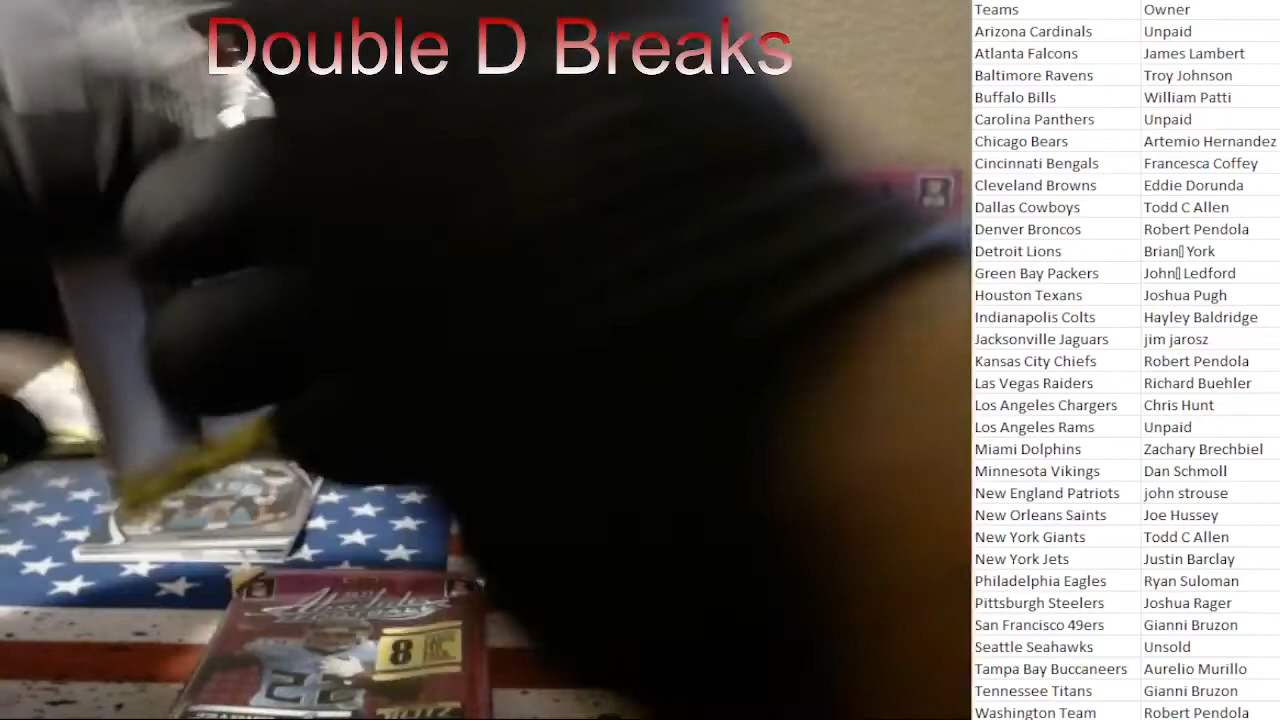 Double D Breaks
Teams Owner
Arizona Cardinals Unpaid
Atlanta Falcons James Lambert
Baltimore Ravens Troy Johnson
Buffalo Bills William Patti
Carolina Panthers Unpaid
Chicago Bears Artemio Hernandez
Cincinnati Bengals Francesca Coffey
Cleveland Browns Eddie Dorunda
Dallas Cowboys Todd C Allen
Denver Broncos Robert Pendola
Detroit Lions Brian▯York
Green Bay Packers John▯Ledford
Houston Texans Joshua Pugh
Indianapolis Colts Hayley Baldridge
Jacksonville Jaguars jim jarosz
Kansas City Chiefs Robert Pendola
Las Vegas Raiders Richard Buehler
Los Angeles Chargers Chris Hunt
Los Angeles Rams Unpaid
Miami Dolphins Zachary Brechbiel
Minnesota Vikings Dan Schmoll
New England Patriots john strouse
New Orleans Saints Joe Hussey
New York Giants Todd C Allen
New York Jets Justin Barclay
Philadelphia Eagles Ryan Suloman
Pittsburgh Steelers Joshua Rager
San Francisco 49ers Gianni Bruzon
Seattle Seahawks Unsold
Tampa Bay Buccaneers Aurelio Murillo
Tennessee Titans Gianni Bruzon
Washington Team Robert Pendola
Absolute
8
22